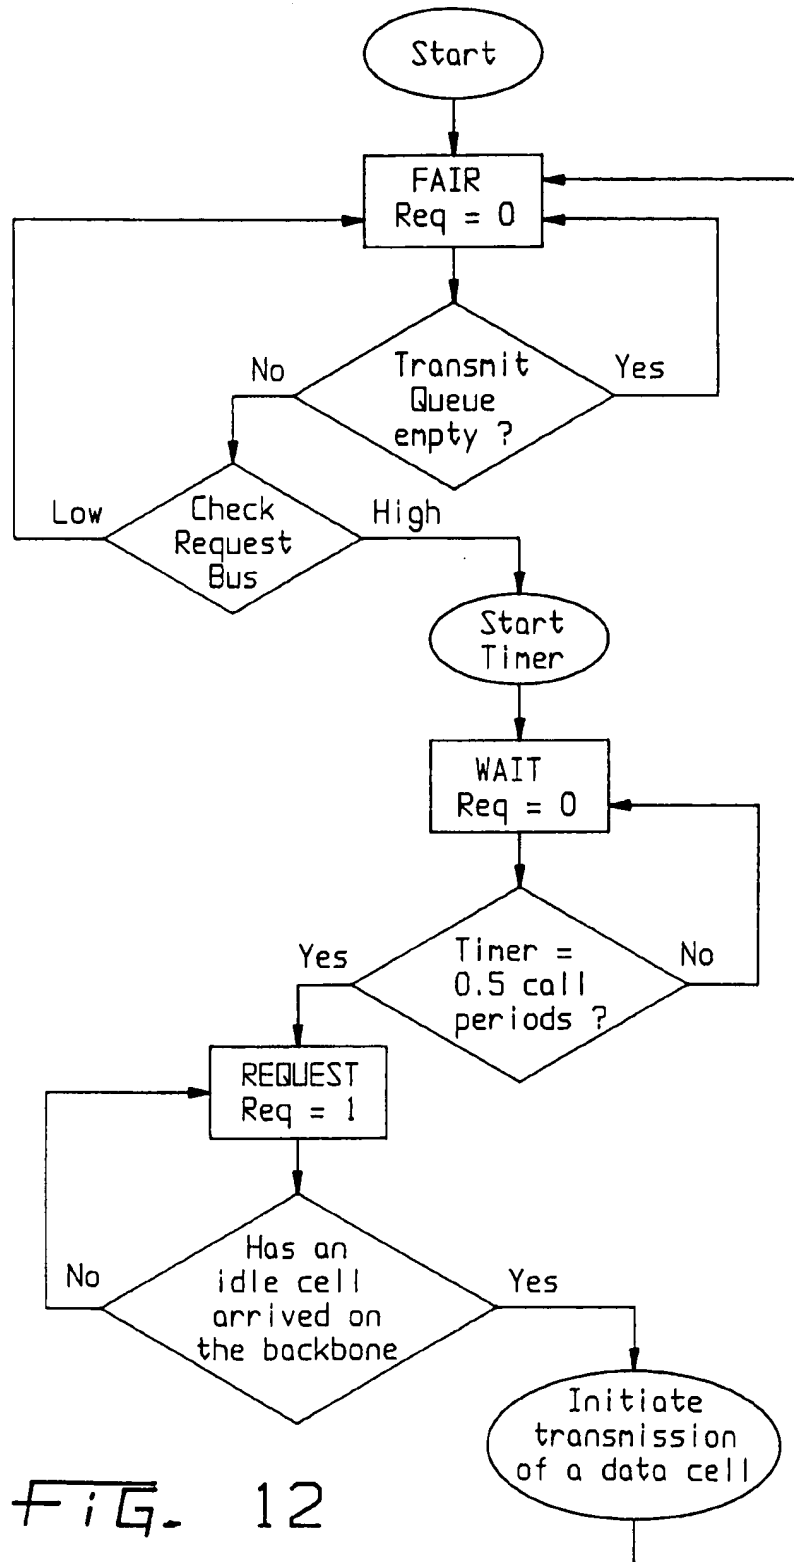 Start
FAIR
Req = 0
No
Transmit
Queue
empty ?
Yes
Low
Check
Request
Bus
High
Start
Timer
WAIT
Req = 0
Yes
Timer =
0.5 call
periods ?
No
REQUEST
Req = 1
No
Has an
idle cell
arrived on
the backbone
Yes
Initiate
transmission
of a data cell
FiG. 12